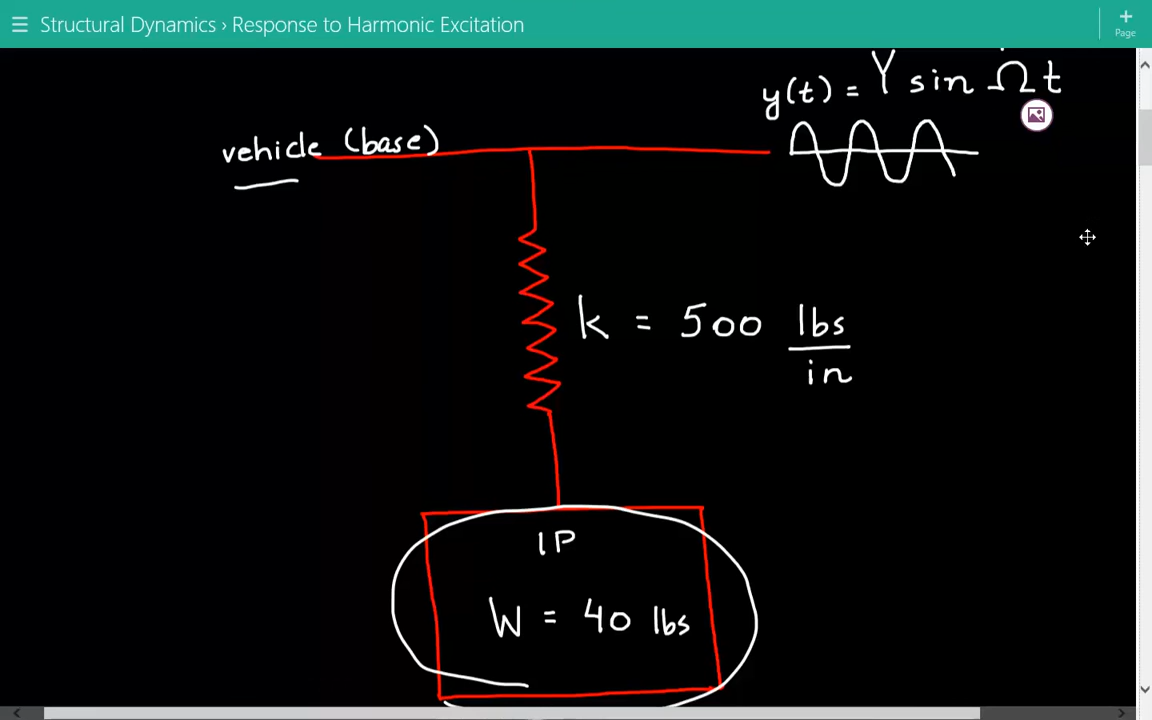 Structural Dynamics › Response to Harmonic Excitation
+
Page
y(t) = Y sin Ωt
vehicle (base)
k = 500 lbs/in
IP
W = 40 lbs